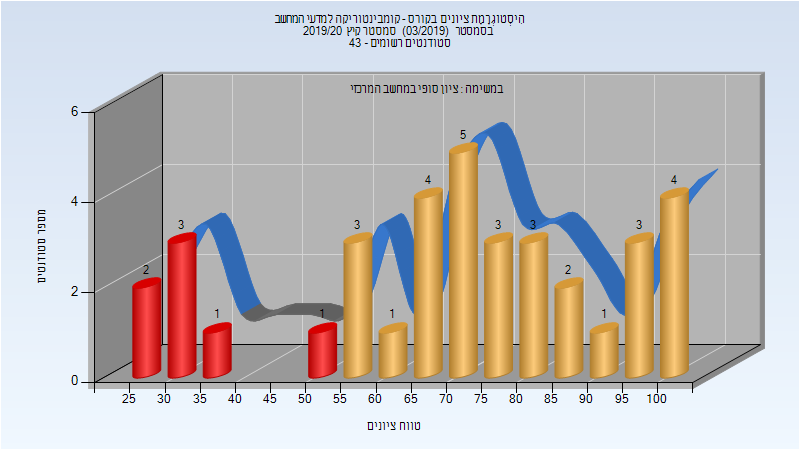 הִיסְטוֹגְרָמַת ציונים בקורס - קומבינטוריקה למדעי המחשב
בסמסטר (03/2019) סמסטר קיץ 2019/20
סטודנטים רשומים - 43
במשימה : ציון סופי במחשב המרכזי
מספר סטודנטים
6
4
2
0
2
3
1
1
3
1
4
5
3
3
2
1
3
4
25 30 35 40 45 50 55 60 65 70 75 80 85 90 95 100
טווח ציונים